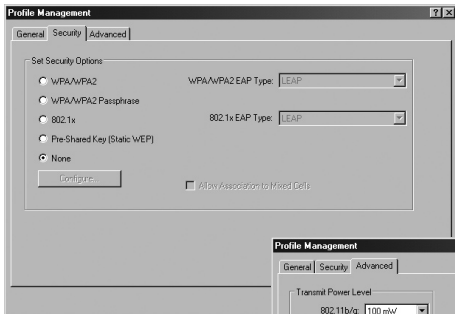 Profile Management
General Security Advanced
Set Security Options
WPA/WPA2
WPA/WPA2 EAP Type: LEAP
WPA/WPA2 Passphrase
802.1x
802.1x EAP Type: LEAP
Pre-Shared Key (Static WEP)
None
Configure...
Allow Association to Mixed Cells
Profile Management
General Security Advanced
Transmit Power Level
802.11b/g: 100 mW